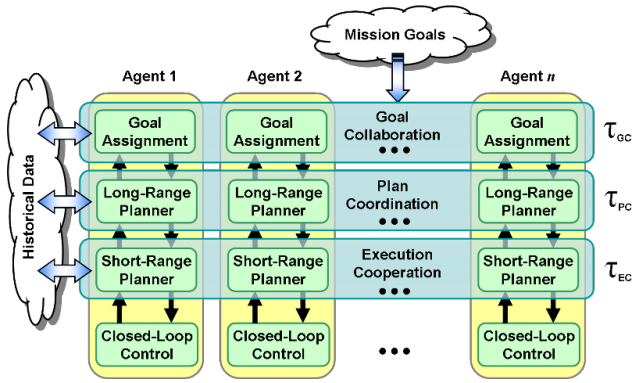 Mission Goals
Agent 1
Agent 2
Agent n
Historical Data
Goal
Assignment
Goal
Assignment
Goal
Collaboration
•••
Goal
Assignment
τGC
Long-Range
Planner
Long-Range
Planner
Plan
Coordination
•••
Long-Range
Planner
τPC
Short-Range
Planner
Short-Range
Planner
Execution
Cooperation
•••
Short-Range
Planner
τEC
Closed-Loop
Control
Closed-Loop
Control
•••
Closed-Loop
Control